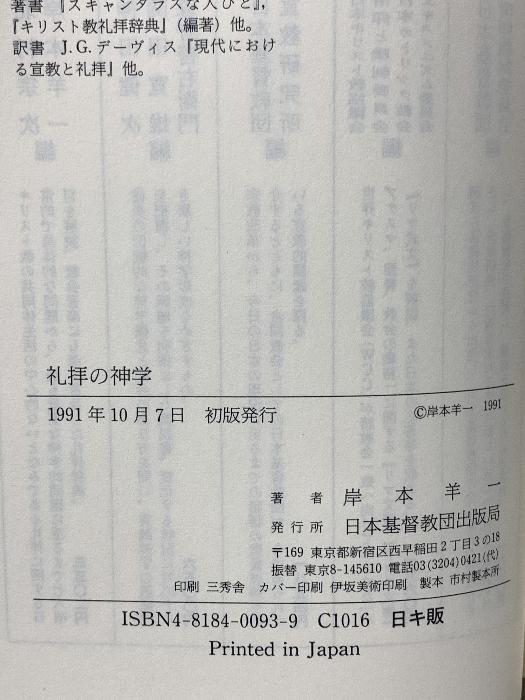 著書 『スキャンダラスな人びと』,
『キリスト教礼拝辞典』(編著)他。
訳書 J.G.デーヴィス『現代におけ
る宣教と礼拝』他。
礼拝の神学
1991年10月7日 初版発行
©岸本羊一 1991
著者 岸本羊一
発行所 日本基督教団出版局
〒169 東京都新宿区西早稲田2丁目3の18
振替 東京8-145610 電話03(3204)0421(代)
印刷 三秀舎 カバー印刷 伊坂美術印刷 製本 市村製本所
ISBN4-8184-0093-9 C1016 日キ販
Printed in Japan